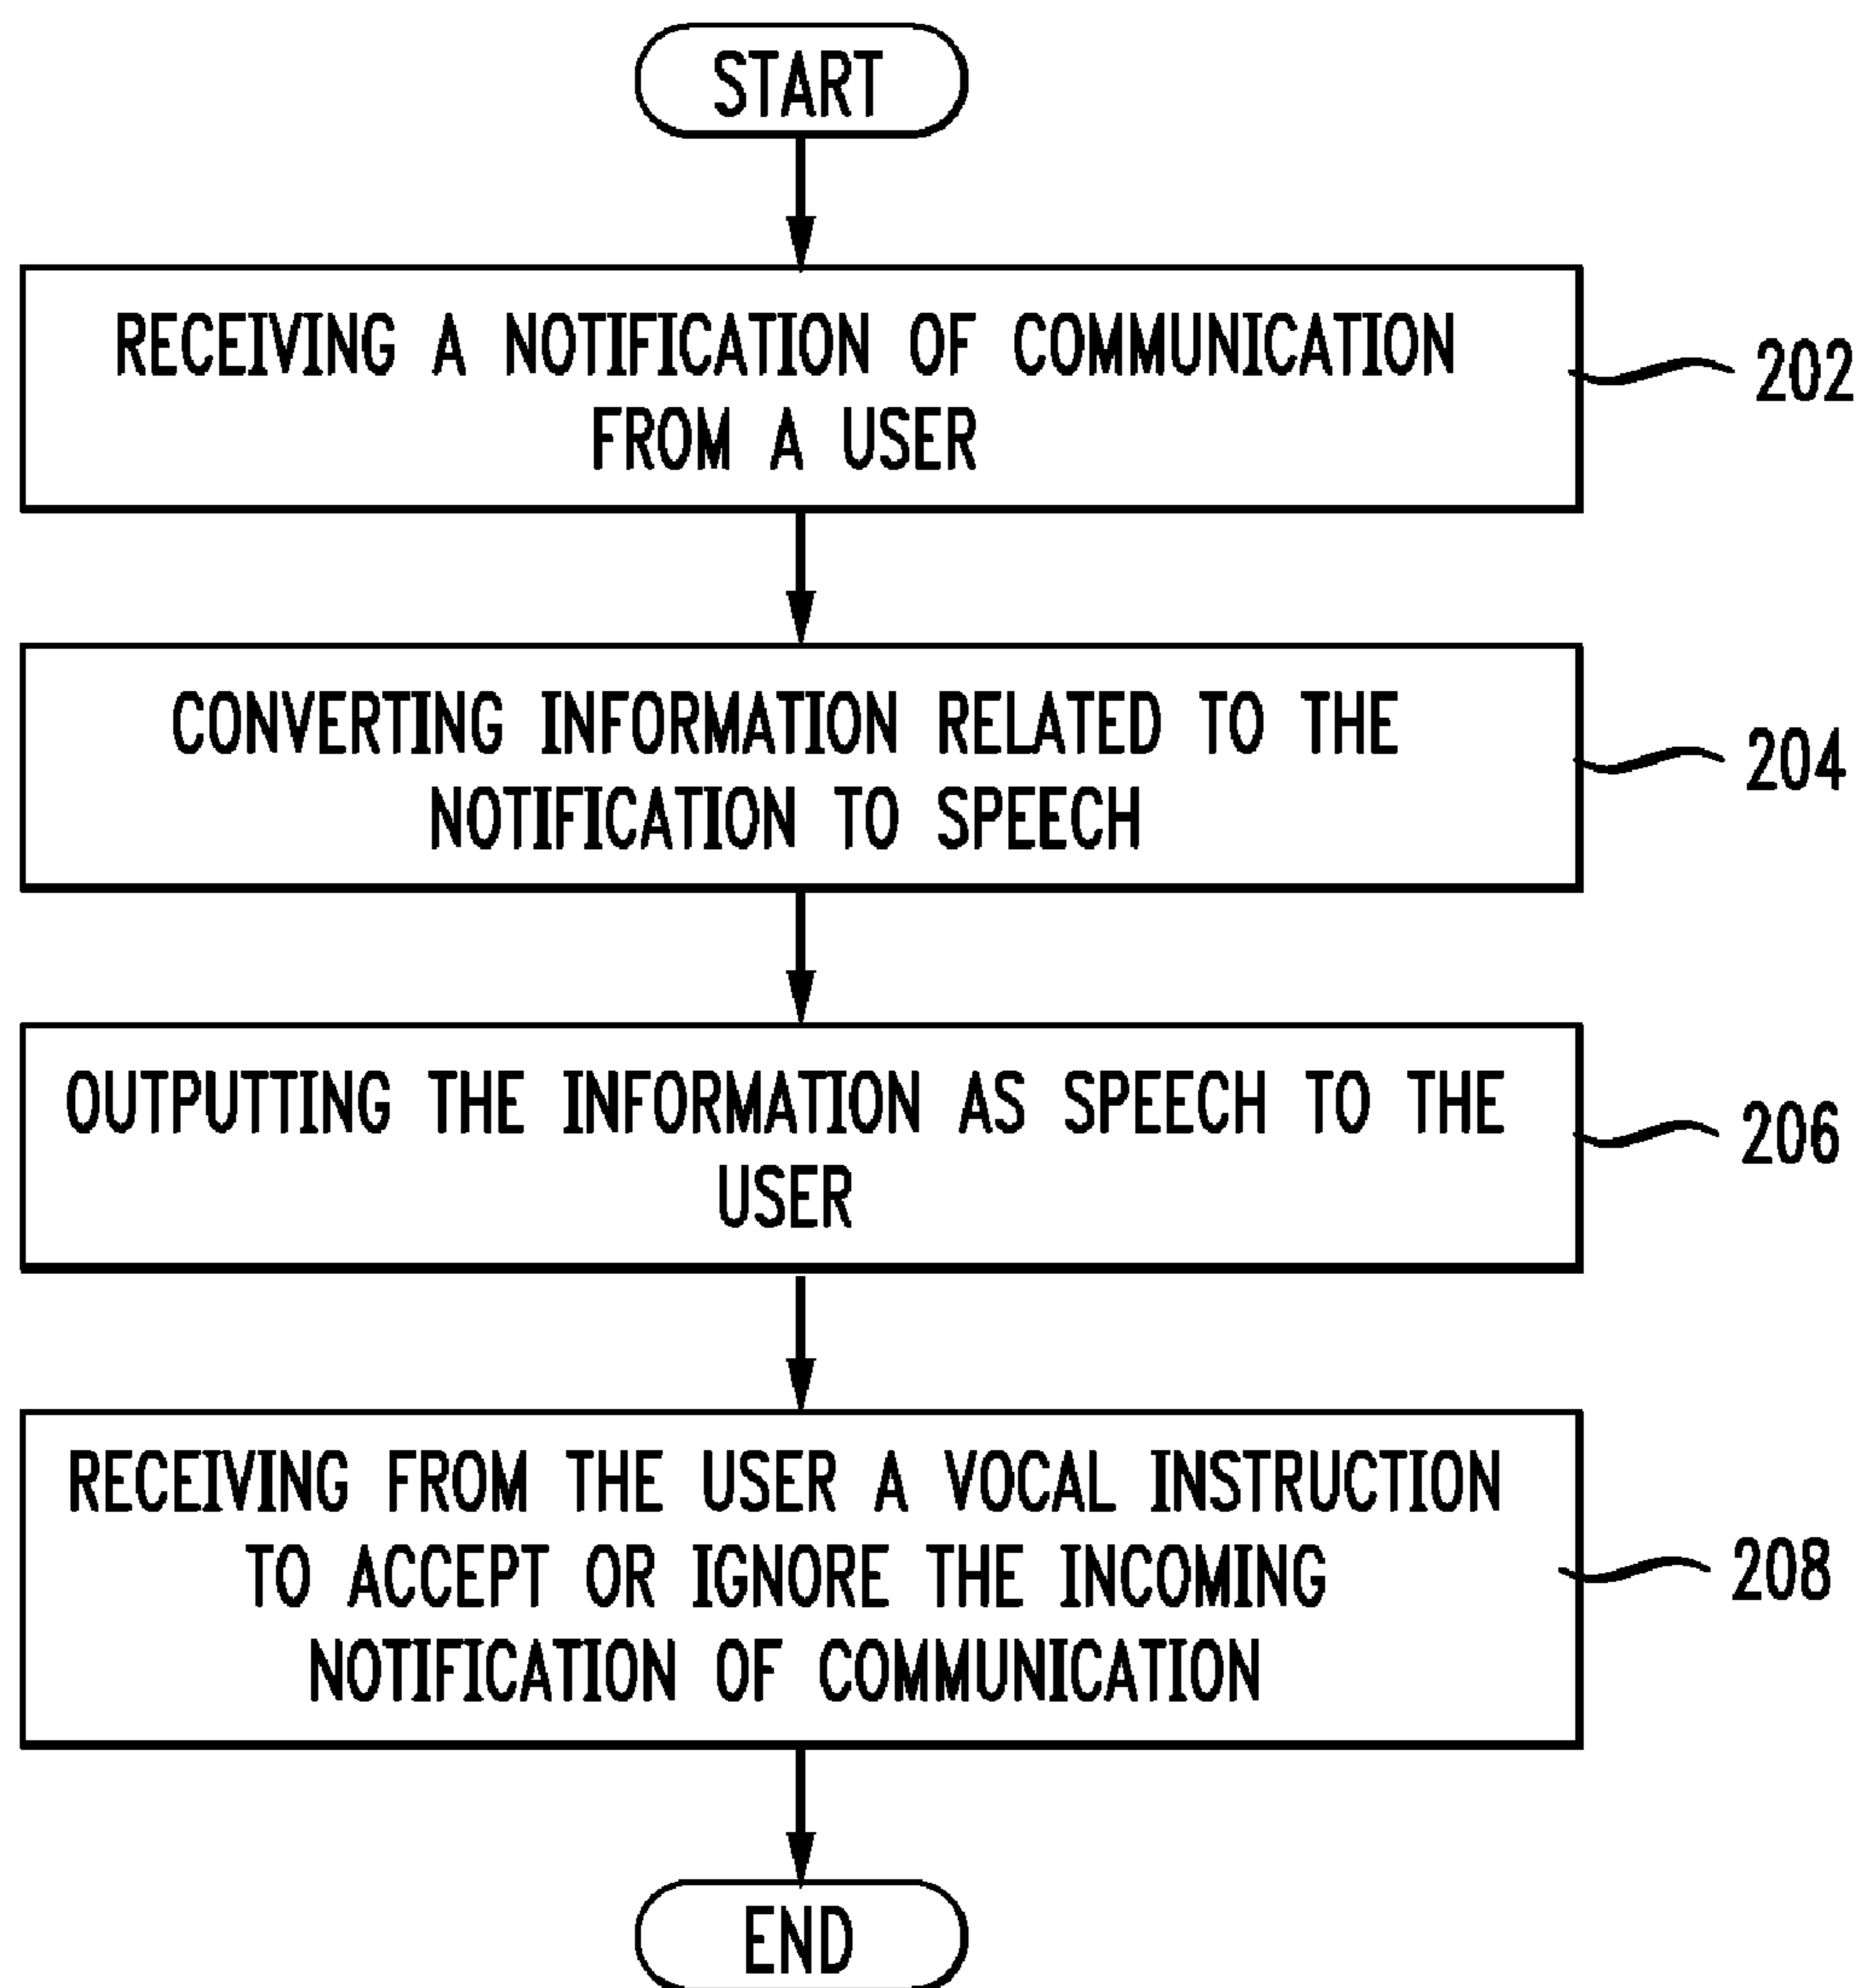 START
RECEIVING A NOTIFICATION OF COMMUNICATION
FROM A USER
202
CONVERTING INFORMATION RELATED TO THE
NOTIFICATION TO SPEECH
204
OUTPUTTING THE INFORMATION AS SPEECH TO THE
USER
206
RECEIVING FROM THE USER A VOCAL INSTRUCTION
TO ACCEPT OR IGNORE THE INCOMING
NOTIFICATION OF COMMUNICATION
208
END